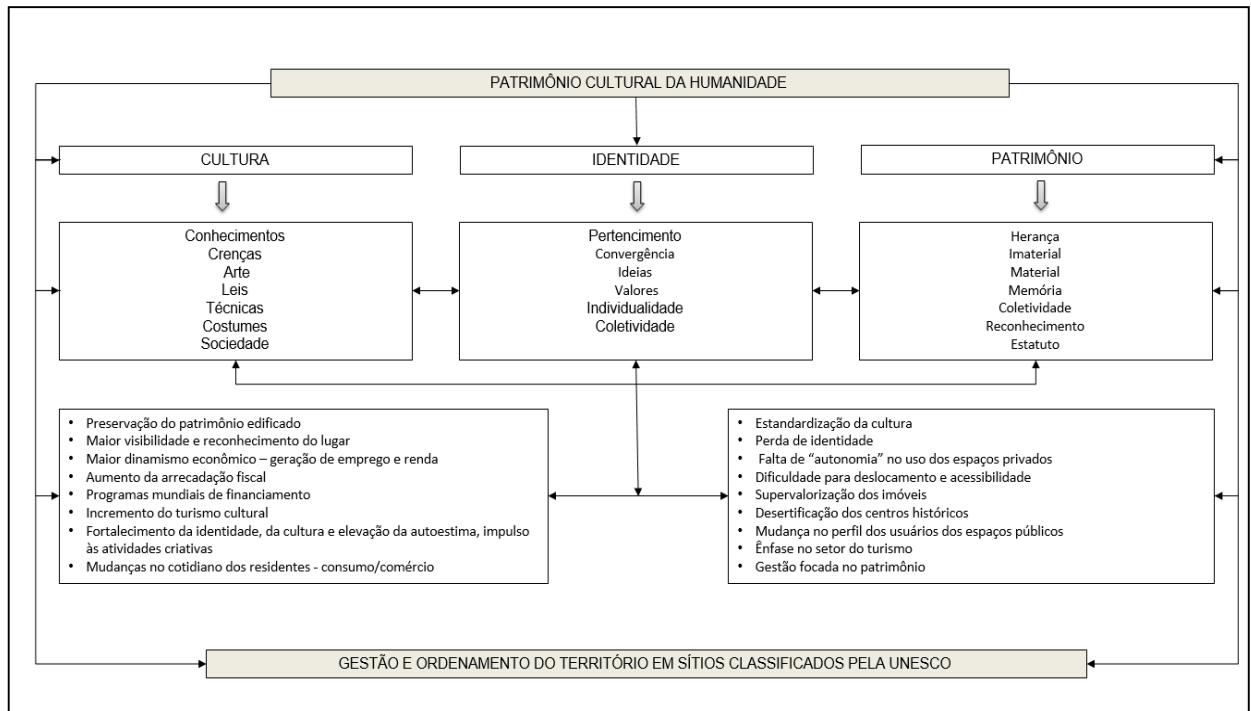 PATRIMÔNIO CULTURAL DA HUMANIDADE
CULTURA
IDENTIDADE
PATRIMÔNIO
Conhecimentos
Crenças
Arte
Leis
Técnicas
Costumes
Sociedade
Pertencimento
Convergência
Ideias
Valores
Individualidade
Coletividade
Herança
Imaterial
Material
Memória
Coletividade
Reconhecimento
Estatuto
• Preservação do patrimônio edificado
• Maior visibilidade e reconhecimento do lugar
• Maior dinamismo econômico – geração de emprego e renda
• Aumento da arrecadação fiscal
• Programas mundiais de financiamento
• Incremento do turismo cultural
• Fortalecimento da identidade, da cultura e elevação da autoestima, impulso
às atividades criativas
• Mudanças no cotidiano dos residentes - consumo/comércio
• Estandardização da cultura
• Perda de identidade
• Falta de “autonomia” no uso dos espaços privados
• Dificuldade para deslocamento e acessibilidade
• Supervalorização dos imóveis
• Desertificação dos centros históricos
• Mudança no perfil dos usuários dos espaços públicos
• Ênfase no setor do turismo
• Gestão focada no patrimônio
GESTÃO E ORDENAMENTO DO TERRITÓRIO EM SÍTIOS CLASSIFICADOS PELA UNESCO